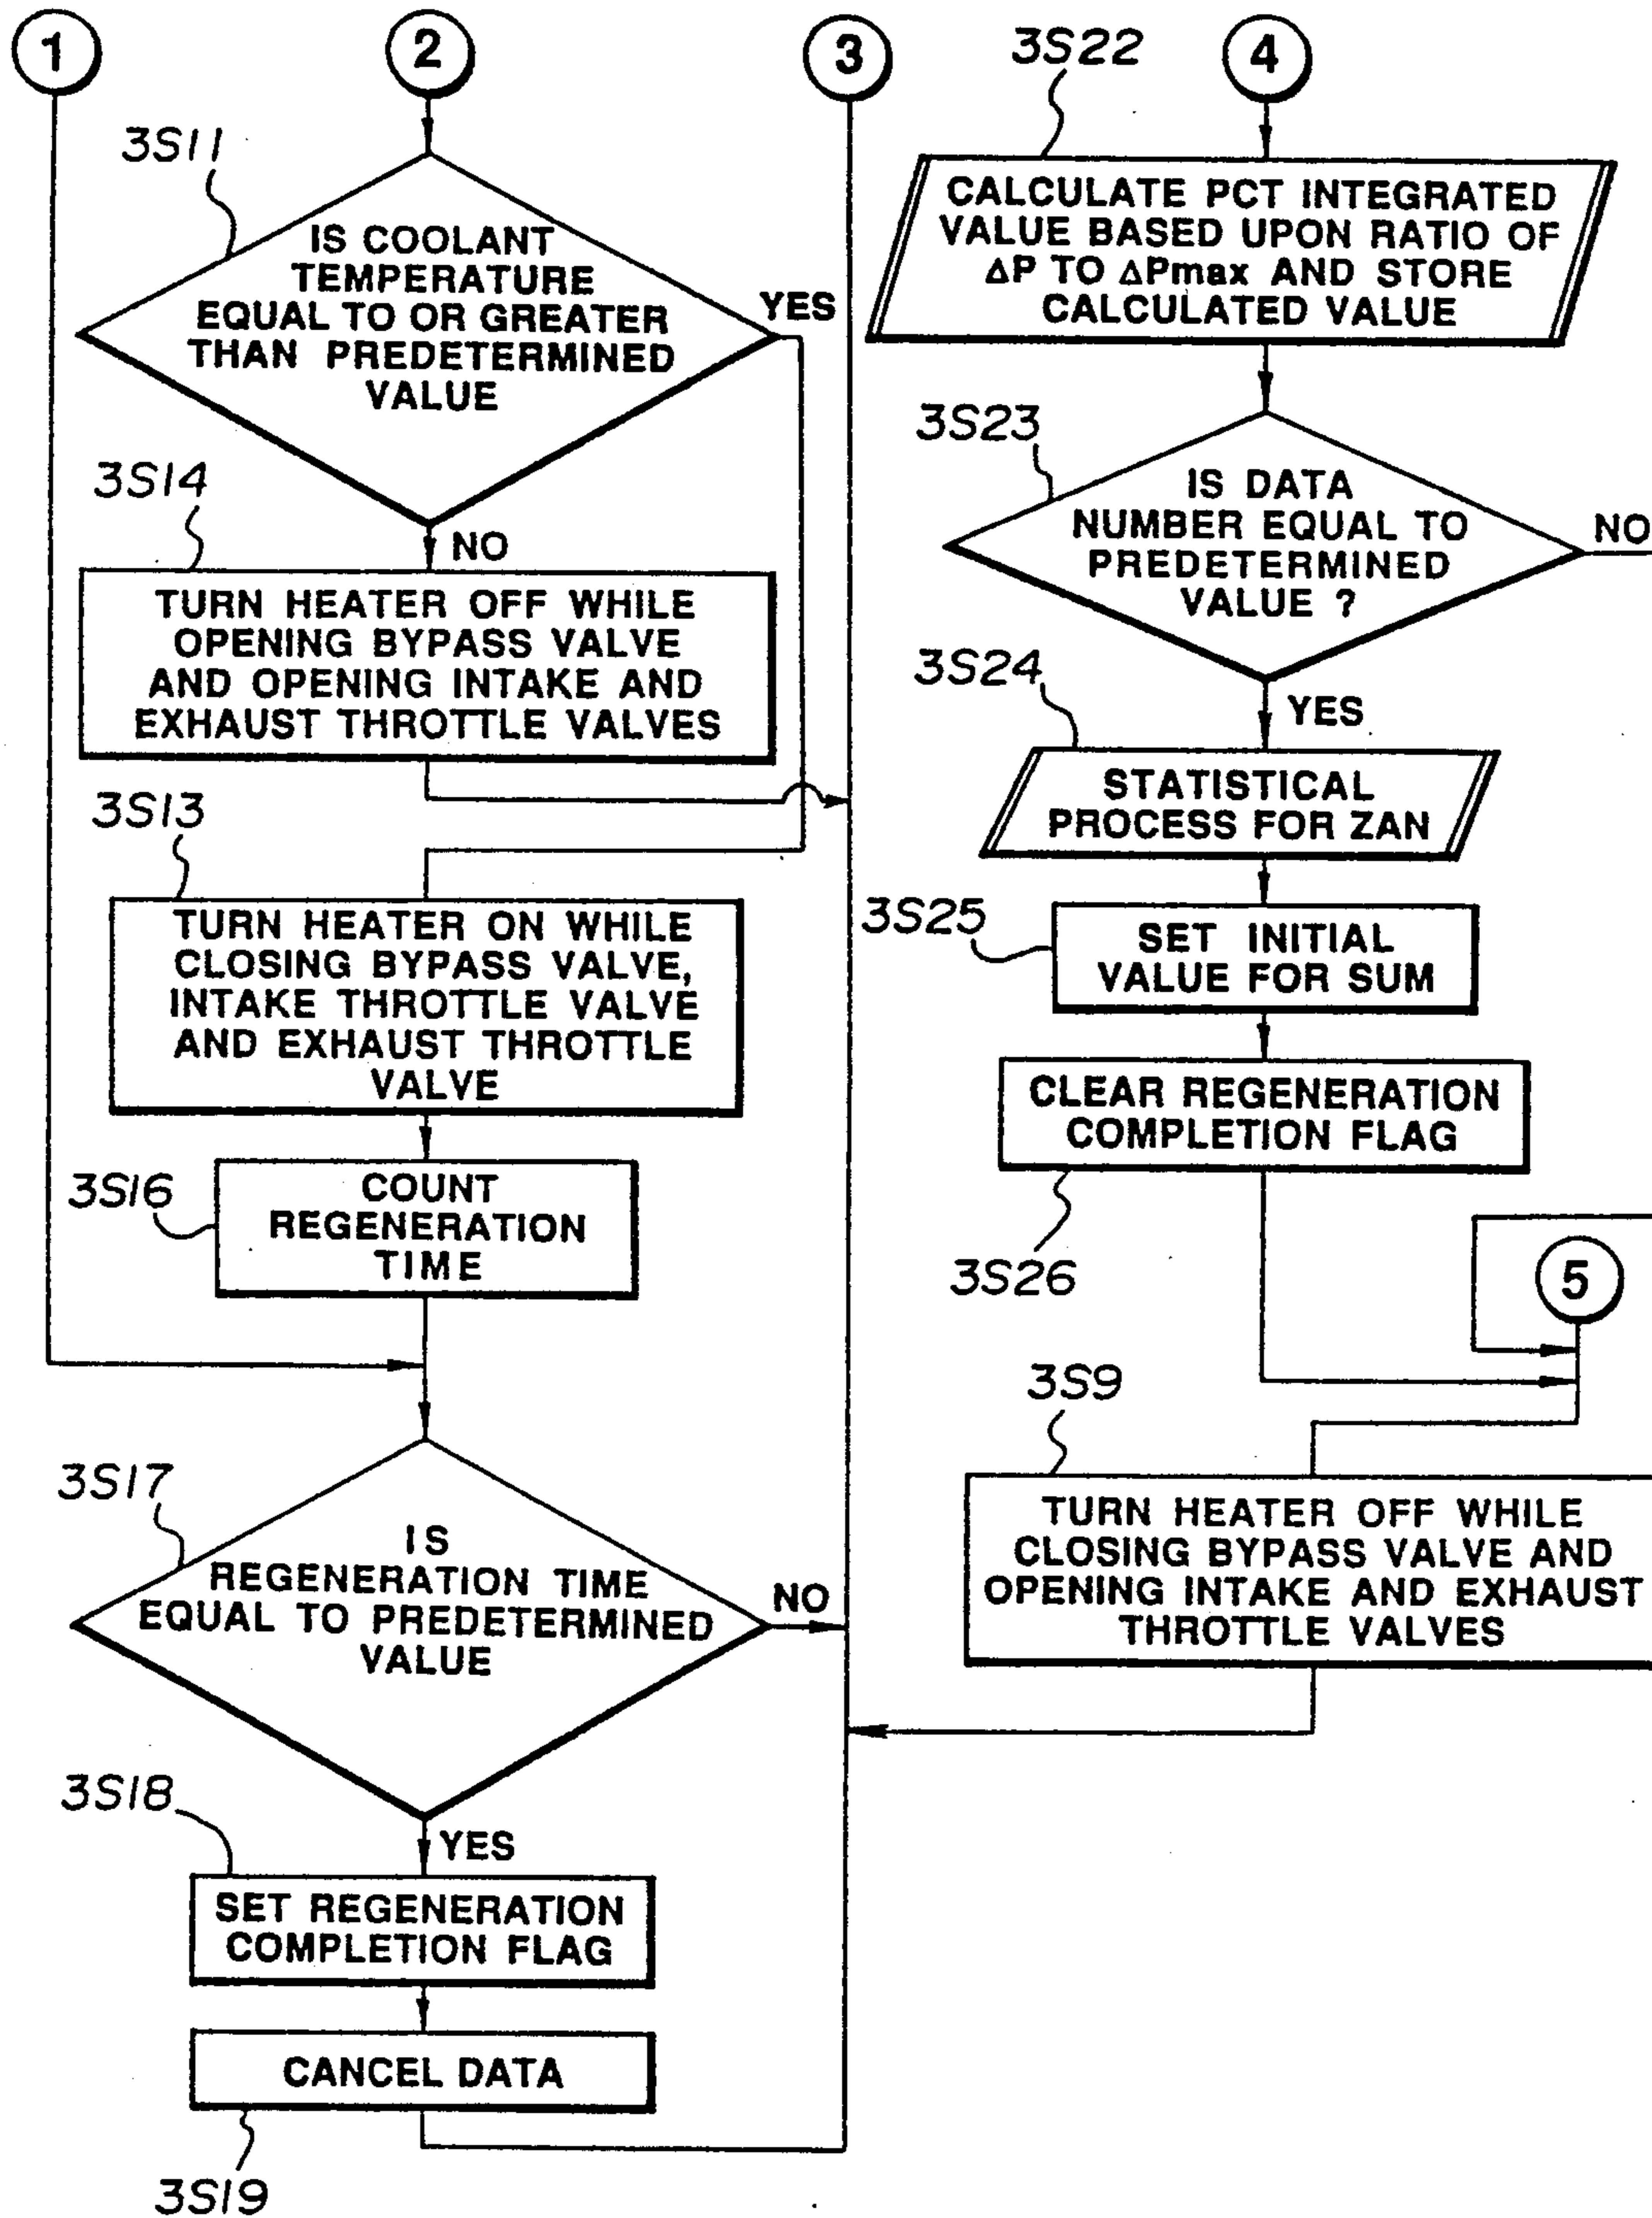 1
2
3
3S22
4
3S11
IS COOLANT
TEMPERATURE
EQUAL TO OR GREATER
THAN PREDETERMINED
VALUE
YES
NO
3S14
TURN HEATER OFF WHILE
OPENING BYPASS VALVE
AND OPENING INTAKE AND
EXHAUST THROTTLE VALVES
3S13
TURN HEATER ON WHILE
CLOSING BYPASS VALVE,
INTAKE THROTTLE VALVE
AND EXHAUST THROTTLE
VALVE
3S16
COUNT
REGENERATION
TIME
3S17
IS
REGENERATION TIME
EQUAL TO PREDETERMINED
VALUE
NO
YES
3S18
SET REGENERATION
COMPLETION FLAG
CANCEL DATA
3S19
CALCULATE PCT INTEGRATED
VALUE BASED UPON RATIO OF
ΔP TO ΔPmax AND STORE
CALCULATED VALUE
3S23
IS DATA
NUMBER EQUAL TO
PREDETERMINED
VALUE ?
NO
YES
3S24
STATISTICAL
PROCESS FOR ZAN
3S25
SET INITIAL
VALUE FOR SUM
CLEAR REGENERATION
COMPLETION FLAG
3S26
5
3S9
TURN HEATER OFF WHILE
CLOSING BYPASS VALVE AND
OPENING INTAKE AND EXHAUST
THROTTLE VALVES